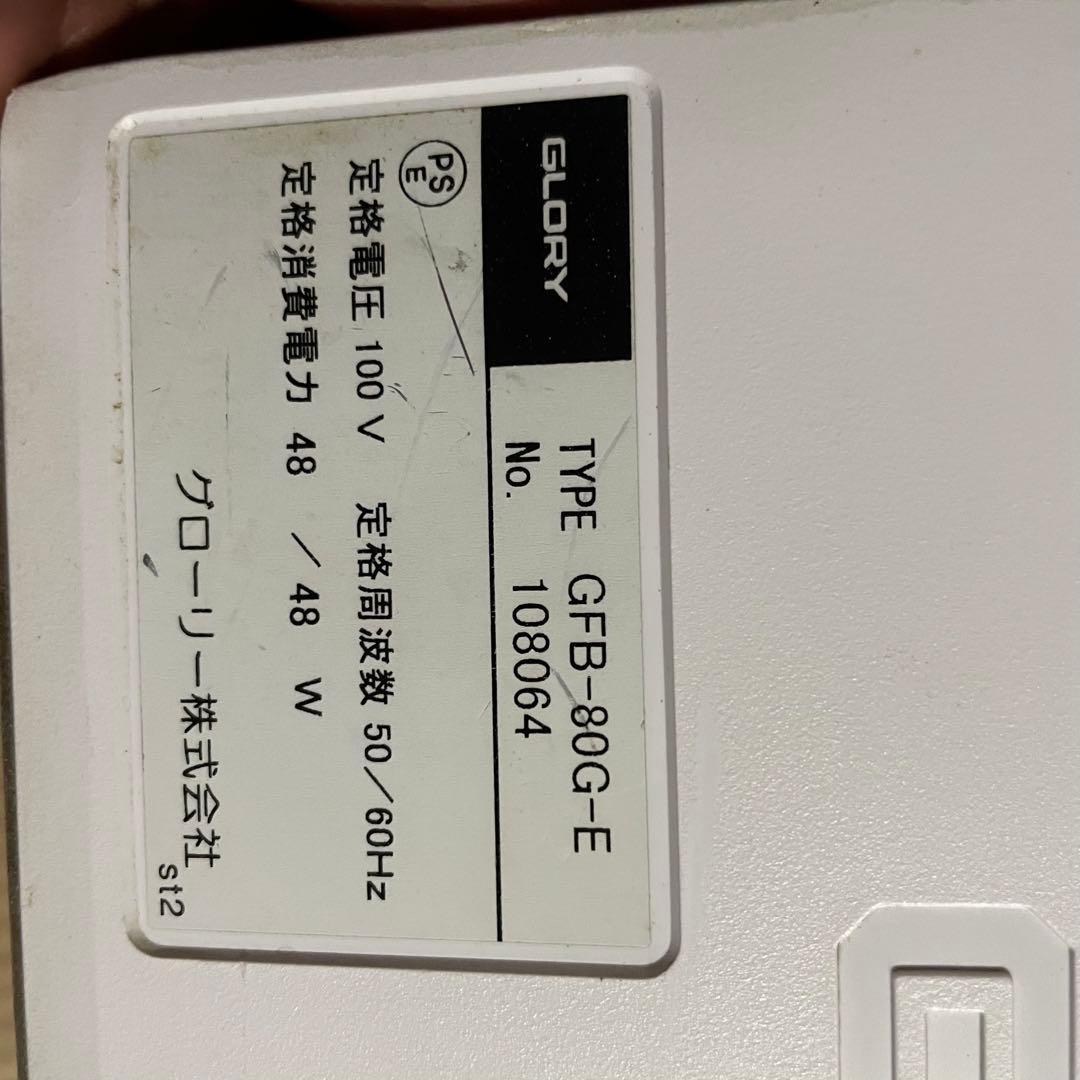 GLORY
TYPE GFB-80G-E
No. 108064
PS
E
定格電圧 100 V 定格周波数 50／60Hz
定格消費電力 48 ／48 W
グローリー株式会社
st2